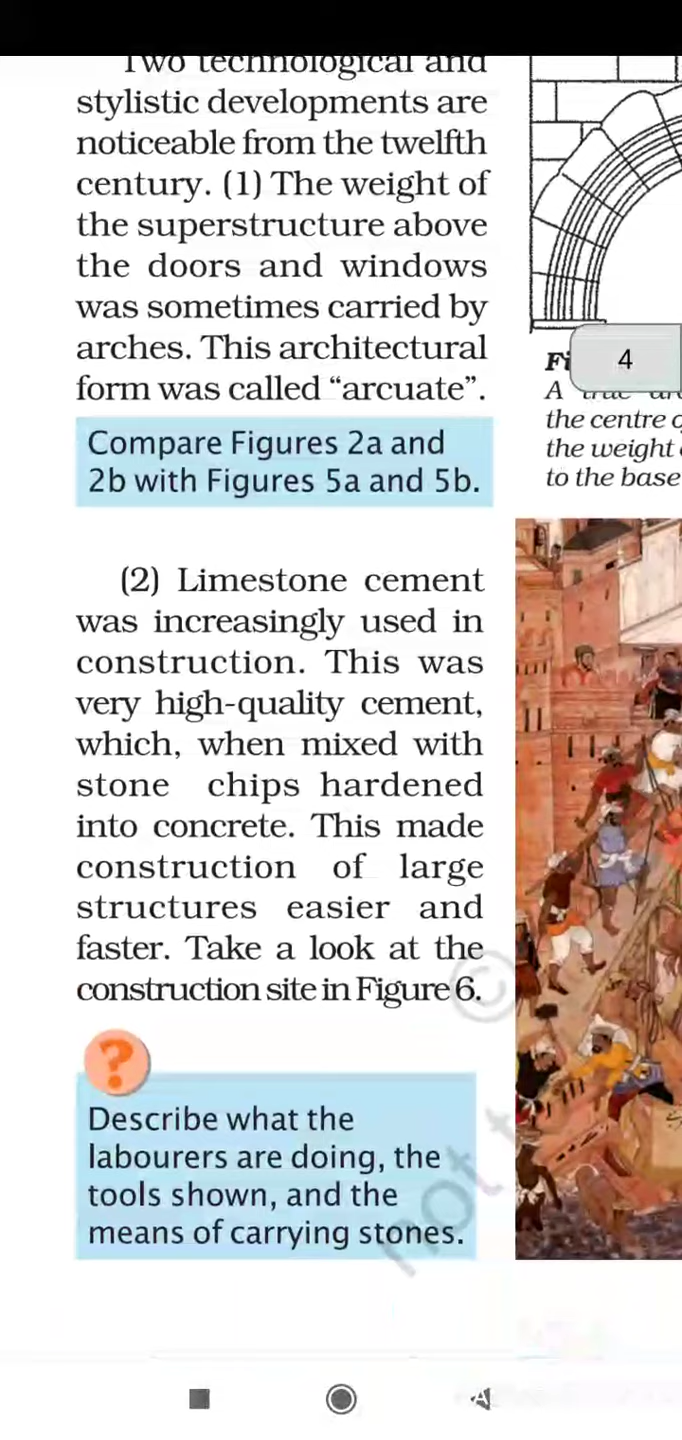 Two technological and
stylistic developments are
noticeable from the twelfth
century. (1) The weight of
the superstructure above
the doors and windows
was sometimes carried by
arches. This architectural
form was called “arcuate”.
Compare Figures 2a and
2b with Figures 5a and 5b.
(2) Limestone cement
was increasingly used in
construction. This was
very high-quality cement,
which, when mixed with
stone chips hardened
into concrete. This made
construction of large
structures easier and
faster. Take a look at the
construction site in Figure 6.
?
Describe what the
labourers are doing, the
tools shown, and the
means of carrying stones.
4
A
the centre
the weight
to the base
©
not
A